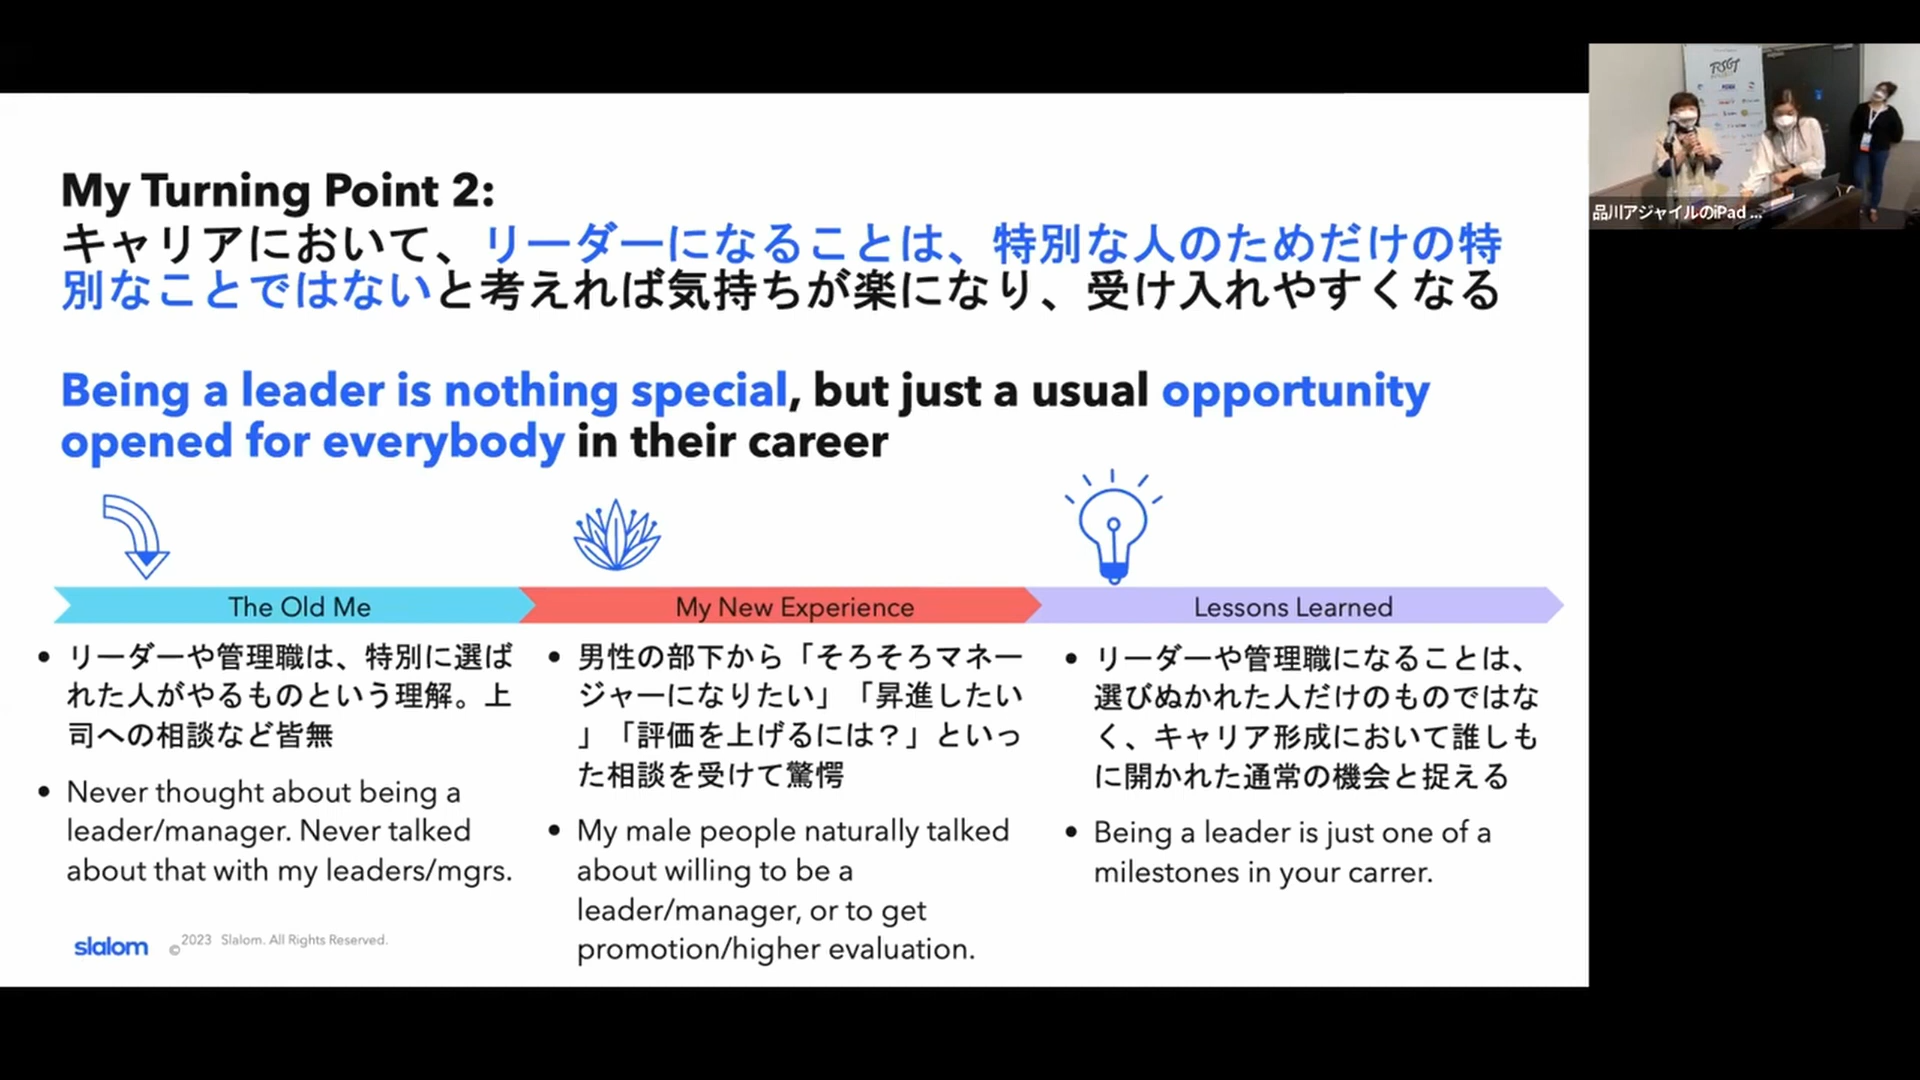 My Turning Point 2:
キャリアにおいて、リーダーになることは、特別な人のためだけの特
別なことではないと考えれば気持ちが楽になり、受け入れやすくなる
Being a leader is nothing special, but just a usual opportunity
opened for everybody in their career
The Old Me
リーダーや管理職は、特別に選ば
れた人がやるものという理解。上
司への相談など皆無
Never thought about being a
leader/manager. Never talked
about that with my leaders/mgrs.
My New Experience
男性の部下から「そろそろマネー
ジャーになりたい」「昇進したい
」「評価を上げるには？」といっ
た相談を受けて驚愕
My male people naturally talked
about willing to be a
leader/manager, or to get
promotion/higher evaluation.
Lessons Learned
リーダーや管理職になることは、
選びぬかれた人だけのものではな
く、キャリア形成において誰しも
に開かれた通常の機会と捉える
Being a leader is just one of a
milestones in your carrer.
slalom
© 2023 Slalom. All Rights Reserved.
RSGT
品川アジャイルのiPad ...